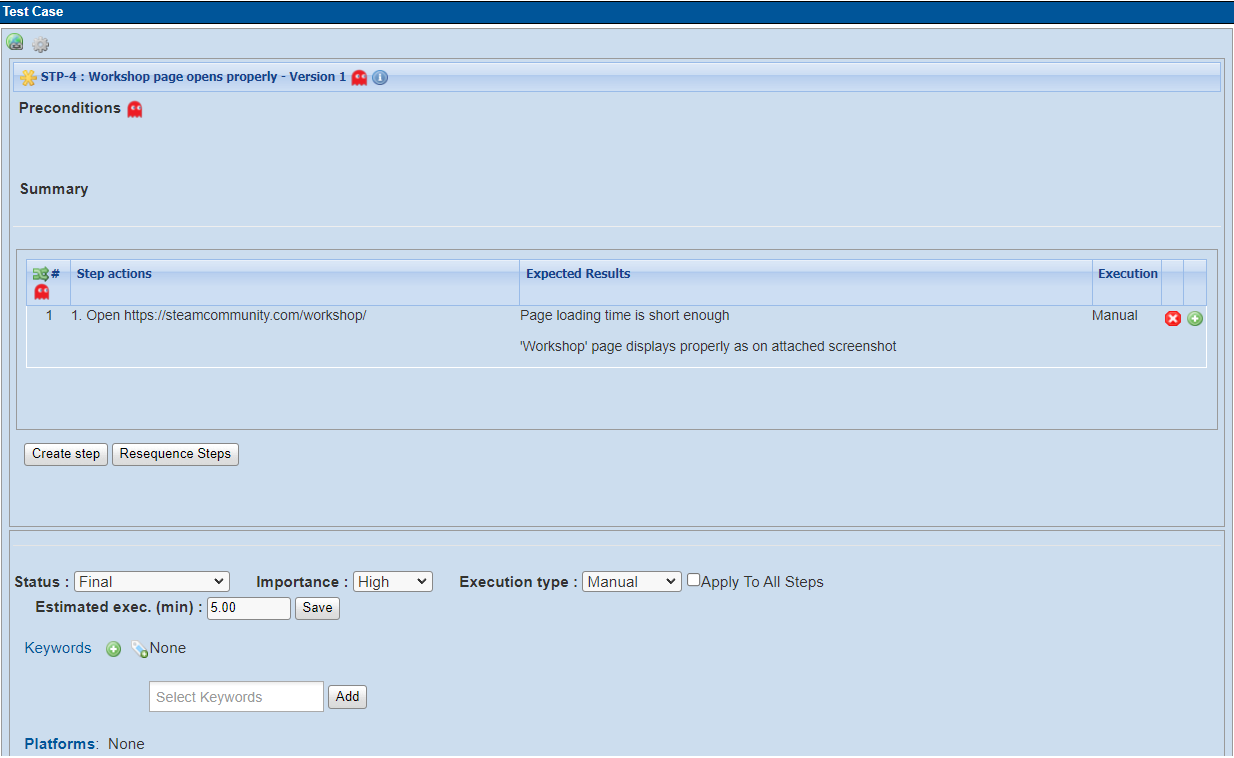 Test Case
STP-4 : Workshop page opens properly - Version 1
Preconditions
Summary
# Step actions Expected Results Execution
1 1. Open https://steamcommunity.com/workshop/ Page loading time is short enough Manual
'Workshop' page displays properly as on attached screenshot
Create step Resequence Steps
Status : Final Importance : High Execution type : Manual Apply To All Steps
Estimated exec. (min) : 5.00 Save
Keywords None
Select Keywords Add
Platforms: None